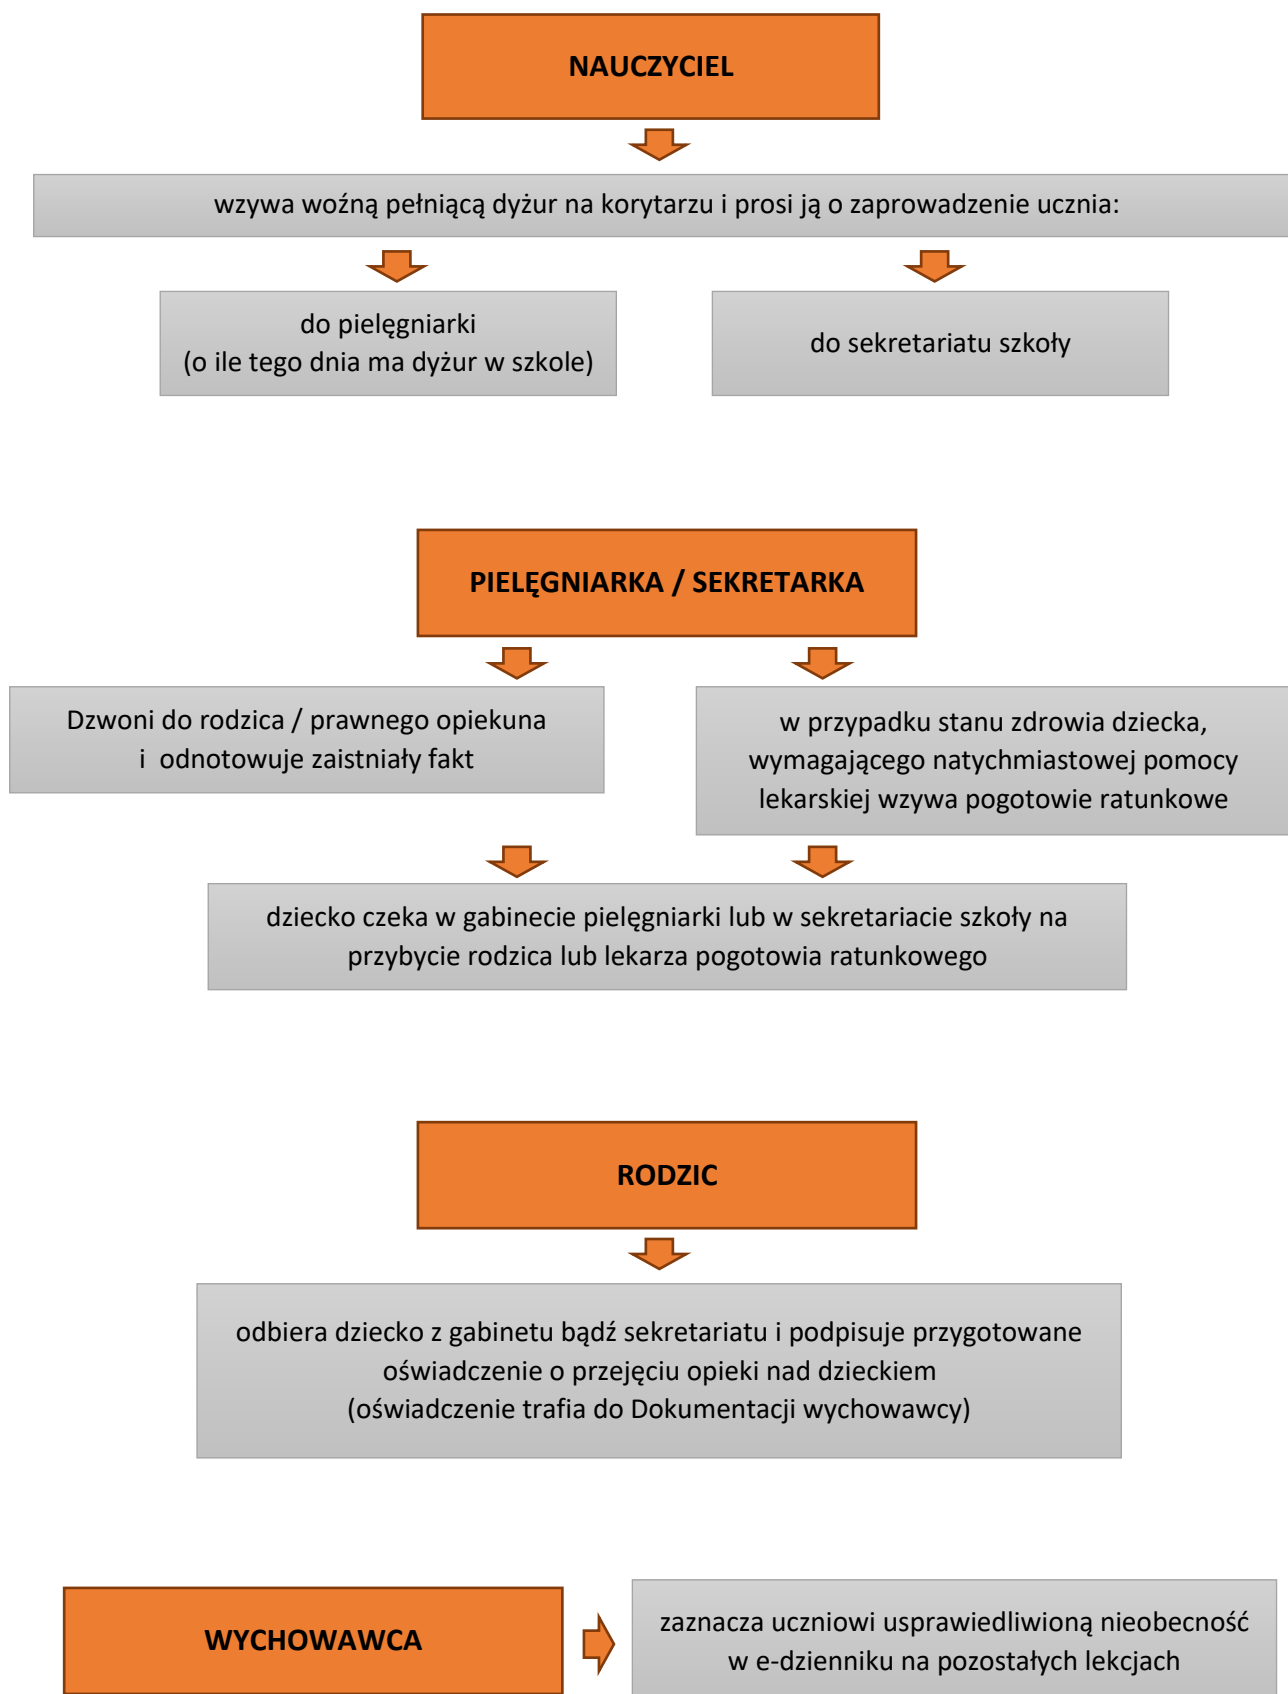 NAUCZYCIEL
wzywa woźną pełniącą dyżur na korytarzu i prosi ją o zaprowadzenie ucznia:
do pielęgniarki
(o ile tego dnia ma dyżur w szkole)
do sekretariatu szkoły
PIELĘGNIARKA / SEKRETARKA
Dzwoni do rodzica / prawnego opiekuna
i odnotowuje zaistniały fakt
w przypadku stanu zdrowia dziecka,
wymagającego natychmiastowej pomocy
lekarskiej wzywa pogotowie ratunkowe
dziecko czeka w gabinecie pielęgniarki lub w sekretariacie szkoły na
przybycie rodzica lub lekarza pogotowia ratunkowego
RODZIC
odbiera dziecko z gabinetu bądź sekretariatu i podpisuje przygotowane
oświadczenie o przejęciu opieki nad dzieckiem
(oświadczenie trafia do Dokumentacji wychowawcy)
WYCHOWAWCA
zaznacza uczniowi usprawiedliwioną nieobecność
w e-dzienniku na pozostałych lekcjach